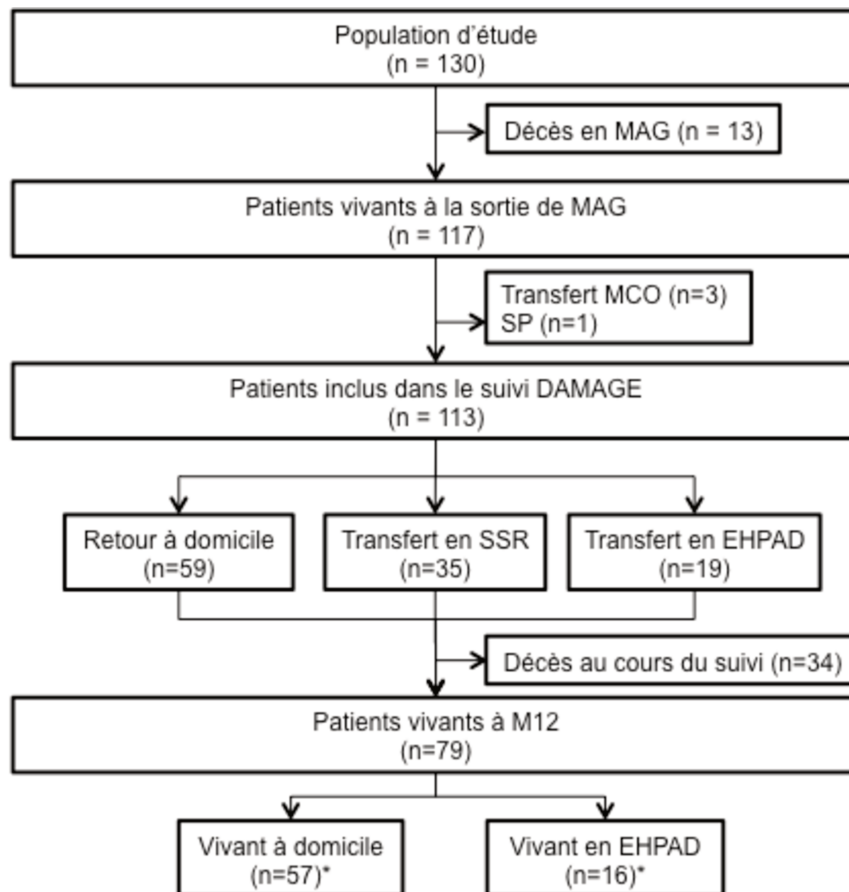 Population d'étude
(n = 130)
Décès en MAG (n = 13)
Patients vivants à la sortie de MAG
(n = 117)
Transfert MCO (n=3)
SP (n=1)
Patients inclus dans le suivi DAMAGE
(n = 113)
Retour à domicile
(n=59)
Transfert en SSR
(n=35)
Transfert en EHPAD
(n=19)
Décès au cours du suivi (n=34)
Patients vivants à M12
(n=79)
Vivant à domicile
(n=57)*
Vivant en EHPAD
(n=16)*